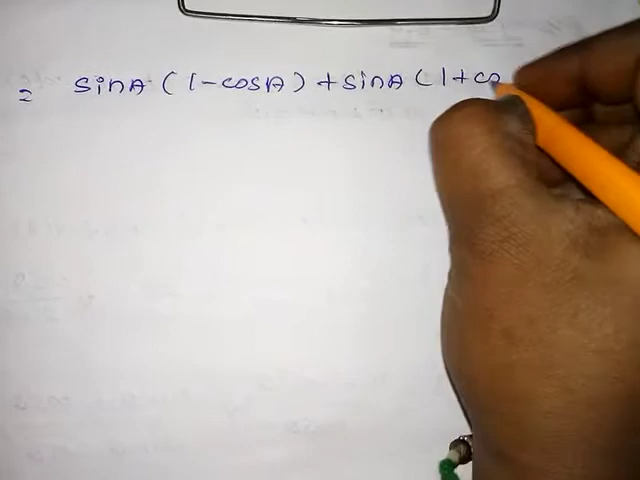 = sinA (1-cosA) + sinA (1+co